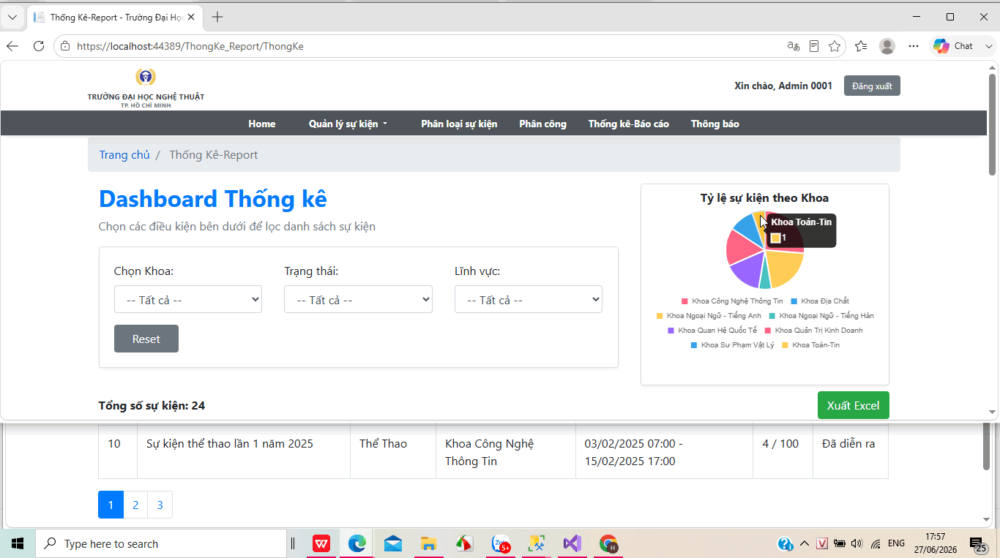 Thống Kê-Report - Trường Đại Họ
https://localhost:44389/ThongKe_Report/ThongKe
Chat
TRƯỜNG ĐẠI HỌC NGHỆ THUẬT
TP. HỒ CHÍ MINH
Xin chào, Admin 0001
Đăng xuất
Home Quản lý sự kiện Phân loại sự kiện Phân công Thống kê-Báo cáo Thông báo
Trang chủ / Thống Kê-Report
Dashboard Thống kê
Chọn các điều kiện bên dưới để lọc danh sách sự kiện
Chọn Khoa: Trạng thái: Lĩnh vực:
-- Tất cả -- -- Tất cả -- -- Tất cả --
Reset
Tỷ lệ sự kiện theo Khoa
Khoa Toán-Tin
1
Khoa Công Nghệ Thông Tin Khoa Địa Chất
Khoa Ngoại Ngữ - Tiếng Anh Khoa Ngoại Ngữ - Tiếng Hàn
Khoa Quan Hệ Quốc Tế Khoa Quản Trị Kinh Doanh
Khoa Sư Phạm Vật Lý Khoa Toán-Tin
Tổng số sự kiện: 24
Xuất Excel
10 Sự kiện thể thao lần 1 năm 2025 Thể Thao Khoa Công Nghệ 03/02/2025 07:00 - 4 / 100 Đã diễn ra
Thông Tin 15/02/2025 17:00
1 2 3
Type here to search
5+
H
V
ENG
17:57
27/06/2026
25